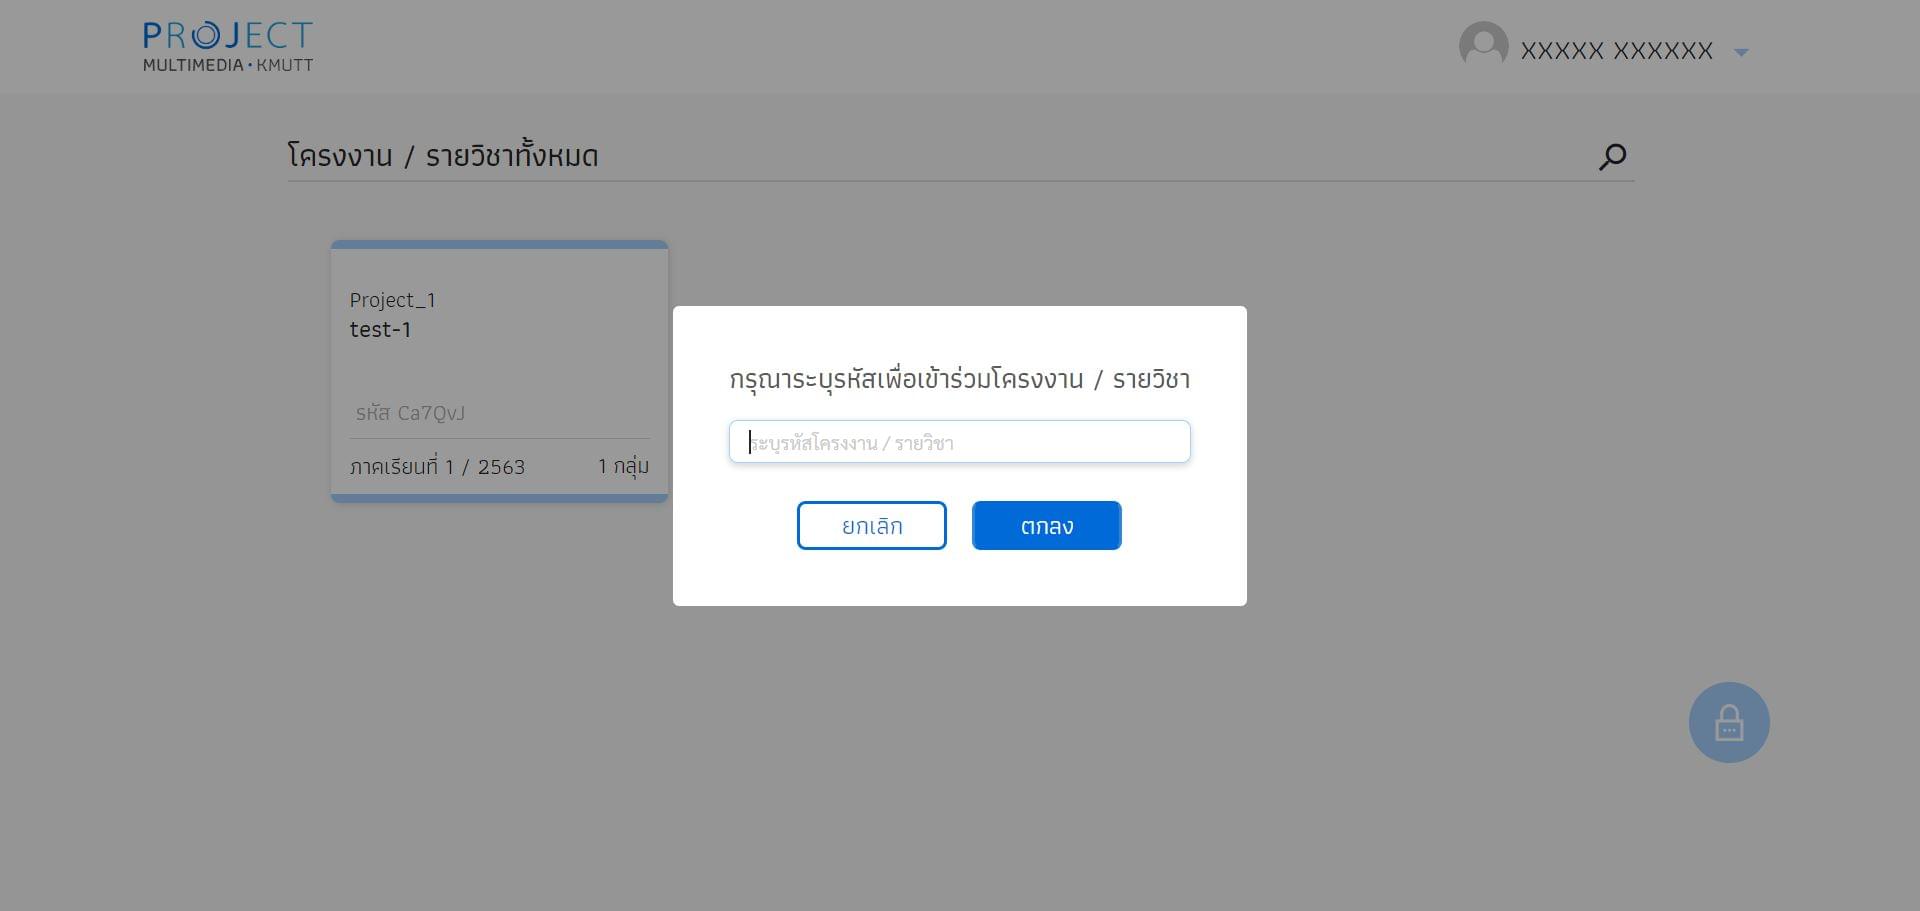 PROJECT
MULTIMEDIA • KMUTT
XXXXX XXXXXX
โครงงาน / รายวิชาทั้งหมด
Project_1
test-1
รหัส Ca7QvJ
ภาคเรียนที่ 1 / 2563 1 กลุ่ม
กรุณาระบุรหัสเพื่อเข้าร่วมโครงงาน / รายวิชา
ระบุรหัสโครงงาน / รายวิชา
ยกเลิก ตกลง